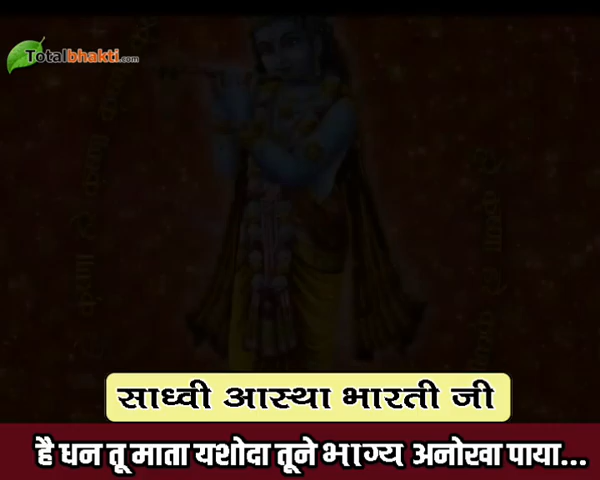 Totalbhakti.com
साध्वी आस्था भारती जी
है धन तू माता यशोदा तूने भाग्य अनोखा पाया...